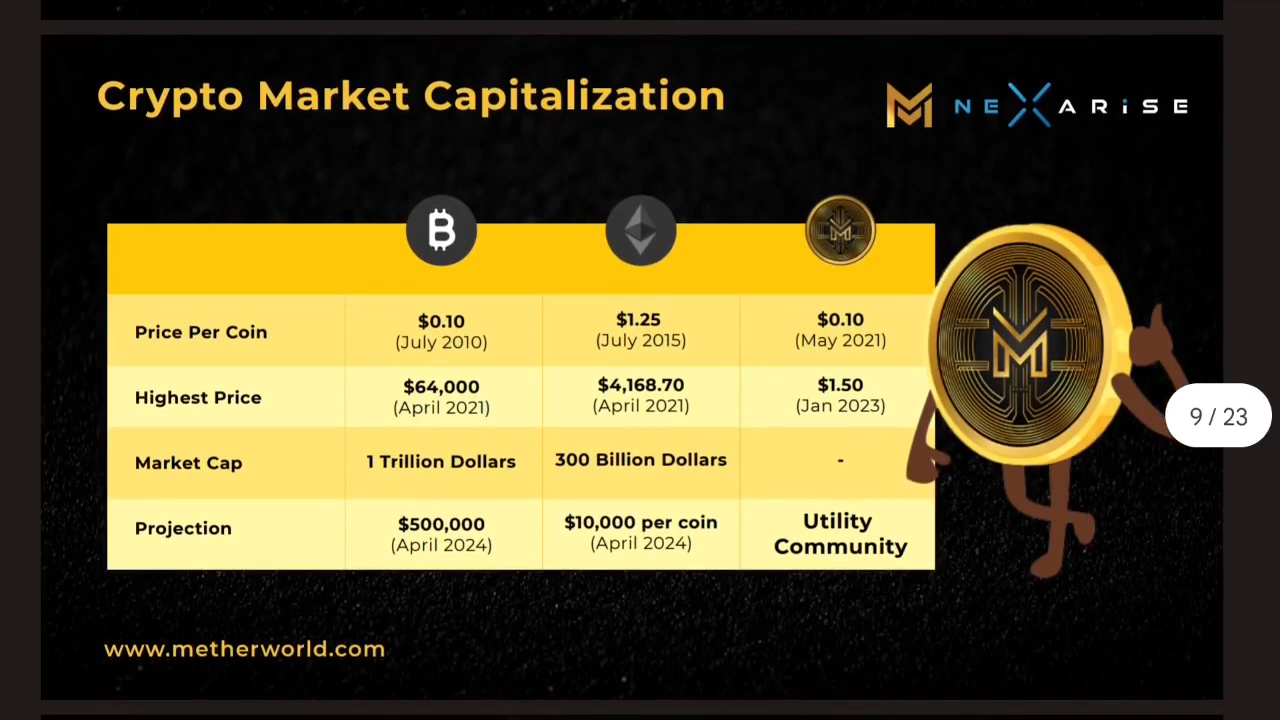 Crypto Market Capitalization
NEXARISE
Price Per Coin
$0.10
(July 2010)
$1.25
(July 2015)
$0.10
(May 2021)
Highest Price
$64,000
(April 2021)
$4,168.70
(April 2021)
$1.50
(Jan 2023)
Market Cap
1 Trillion Dollars
300 Billion Dollars
-
Projection
$500,000
(April 2024)
$10,000 per coin
(April 2024)
Utility
Community
9 / 23
www.metherworld.com